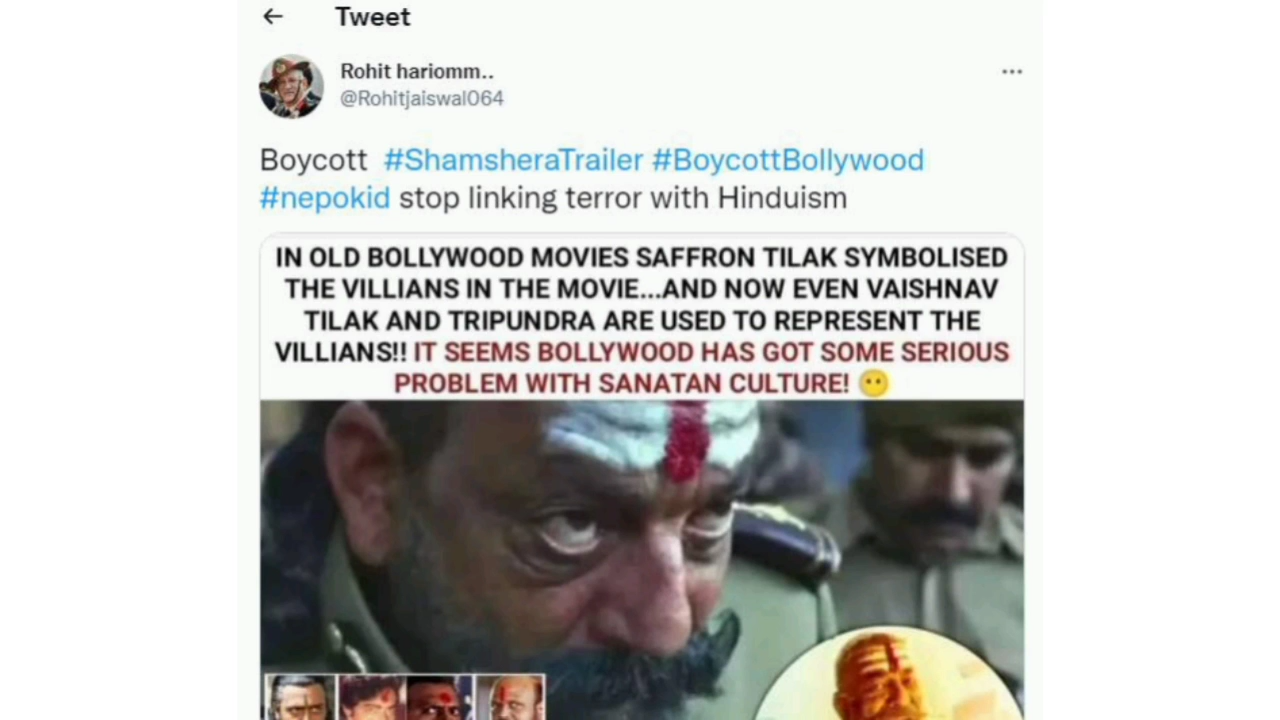 Tweet
Rohit hariomm..
@Rohitjaiswal064
Boycott #ShamsheraTrailer #BoycottBollywood
#nepokid stop linking terror with Hinduism
IN OLD BOLLYWOOD MOVIES SAFFRON TILAK SYMBOLISED
THE VILLIANS IN THE MOVIE...AND NOW EVEN VAISHNAV
TILAK AND TRIPUNDRA ARE USED TO REPRESENT THE
VILLIANS!! IT SEEMS BOLLYWOOD HAS GOT SOME SERIOUS
PROBLEM WITH SANATAN CULTURE! 😶